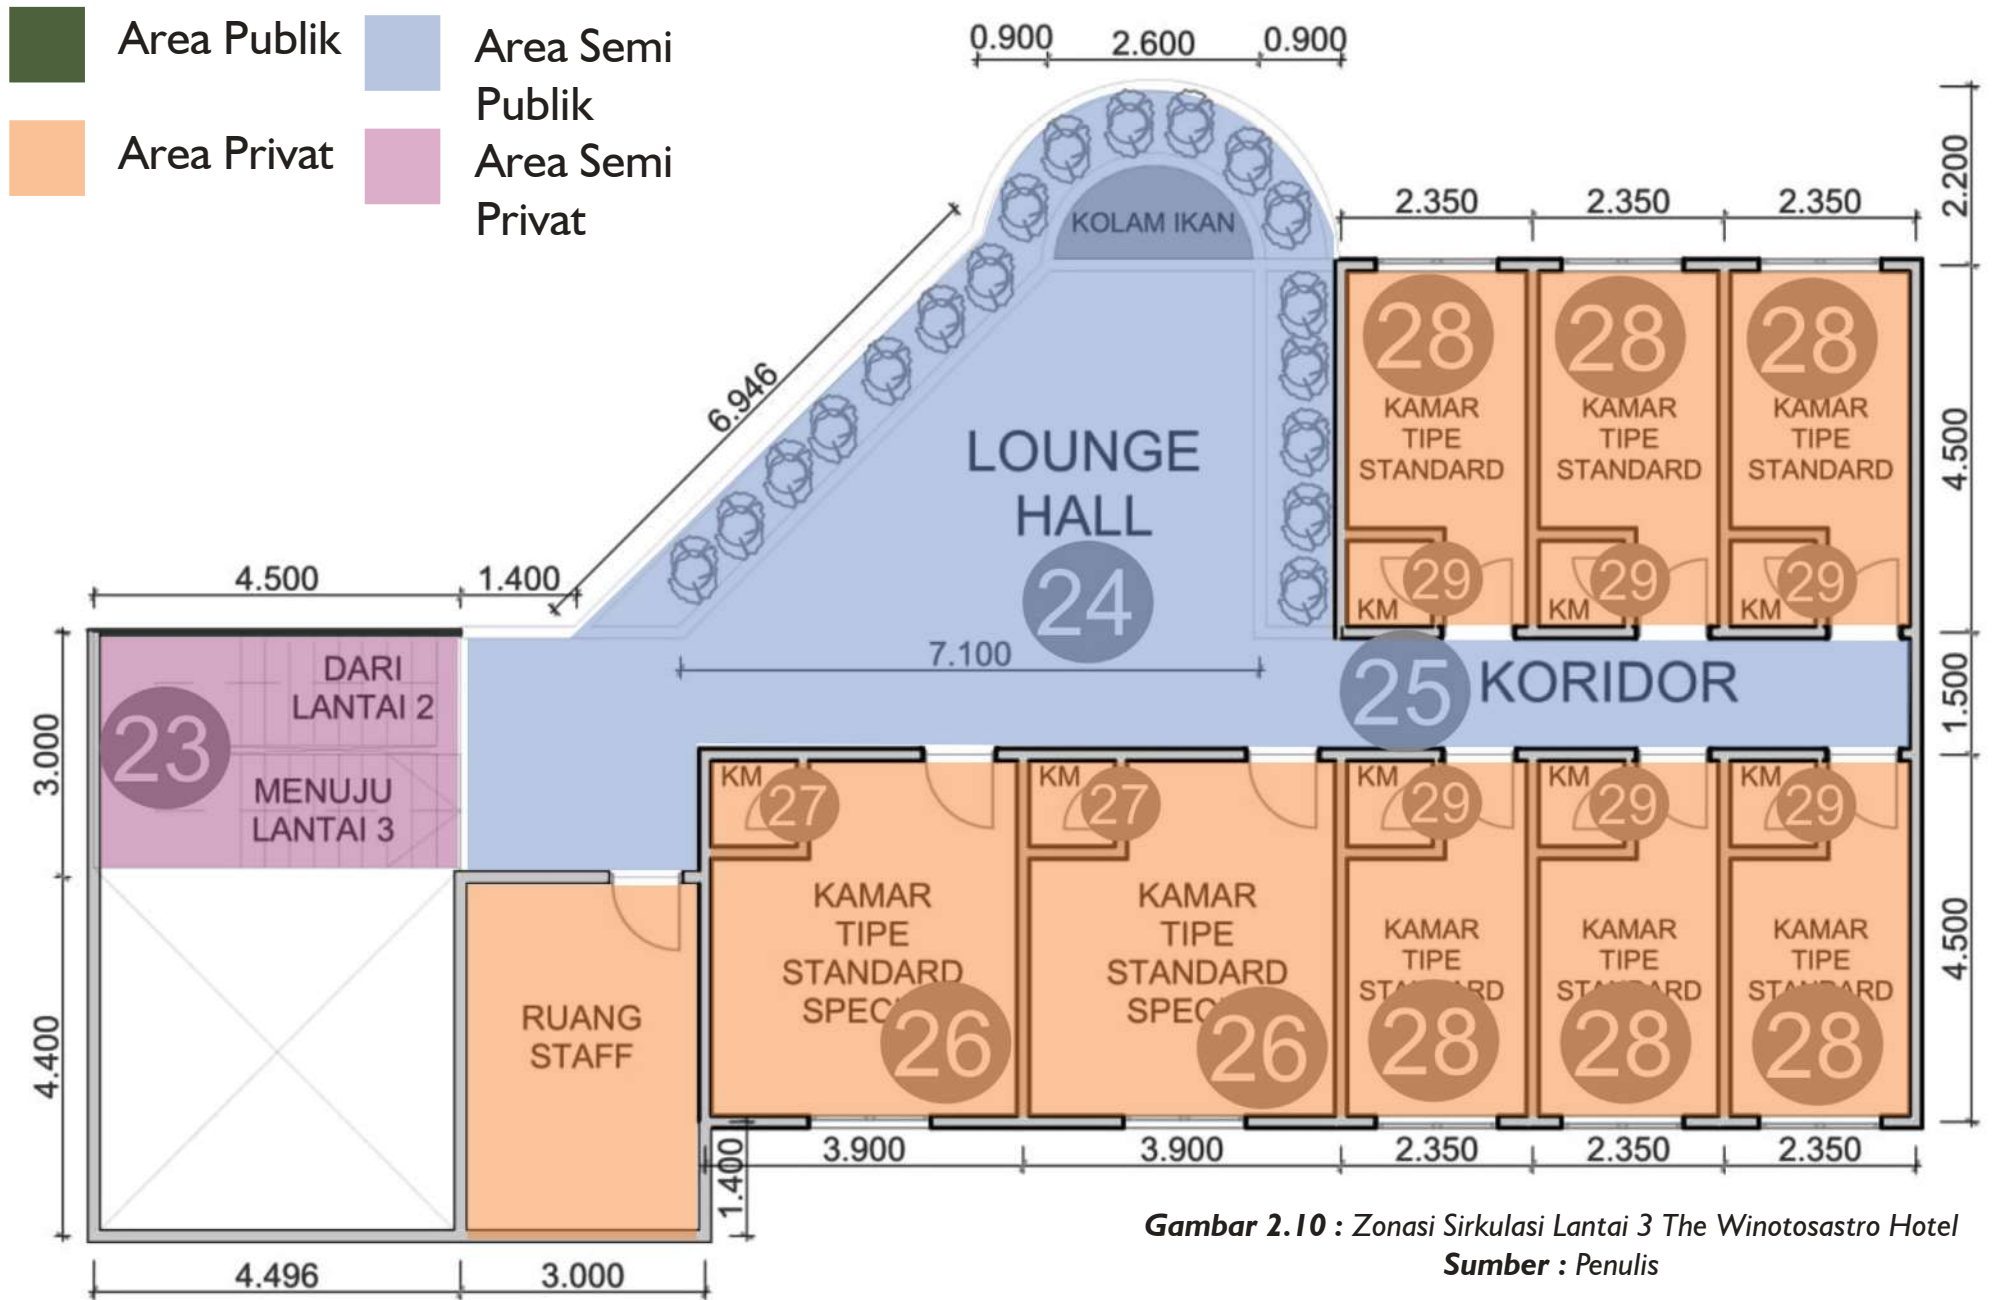 Area Publik
Area Semi
Publik
Area Privat
Area Semi
Privat
0.900 2.600 0.900
2.200
KOLAM IKAN
2.350 2.350 2.350
6.946
28 28 28
KAMAR
TIPE
STANDARD
KAMAR
TIPE
STANDARD
KAMAR
TIPE
STANDARD
4.500
LOUNGE
HALL
24
29 29 29
KM KM KM
4.500 1.400
7.100
25 KORIDOR
1.500
DARI
LANTAI 2
23
MENUJU
LANTAI 3
3.000
KM 27 KM 27 KM 29 KM 29 KM 29
KAMAR
TIPE
STANDARD
SPEC
26
KAMAR
TIPE
STANDARD
SPEC
26
KAMAR
TIPE
ST RD
28
KAMAR
TIPE
ST RD
28
KAMAR
TIPE
ST RD
28
4.500
RUANG
STAFF
4.400
1.400
3.900 3.900 2.350 2.350 2.350
4.496 3.000
Gambar 2.10 : Zonasi Sirkulasi Lantai 3 The Winotosastro Hotel
Sumber : Penulis